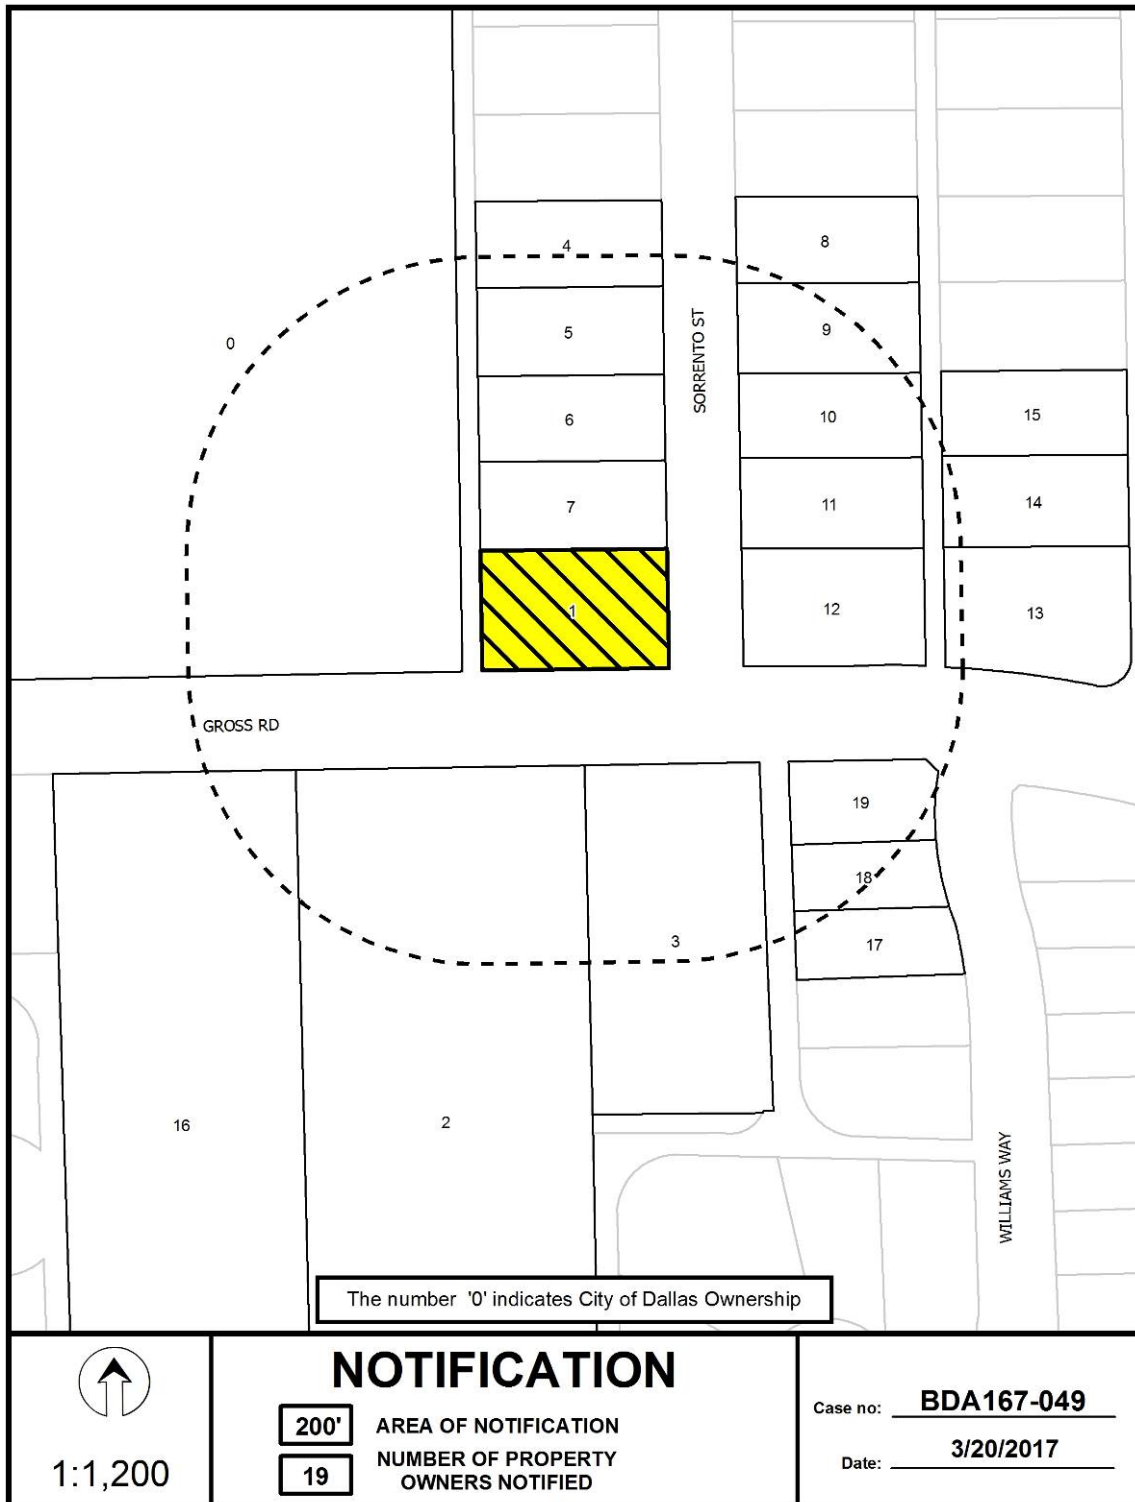 4
8
0
5
SORRENTO ST
9
6
10
15
7
11
14
1
12
13
GROSS RD
19
18
3
17
16
2
WILLIAMS WAY
The number '0' indicates City of Dallas Ownership
1:1,200
NOTIFICATION
200' AREA OF NOTIFICATION
19 NUMBER OF PROPERTY
OWNERS NOTIFIED
Case no: BDA167-049
Date: 3/20/2017